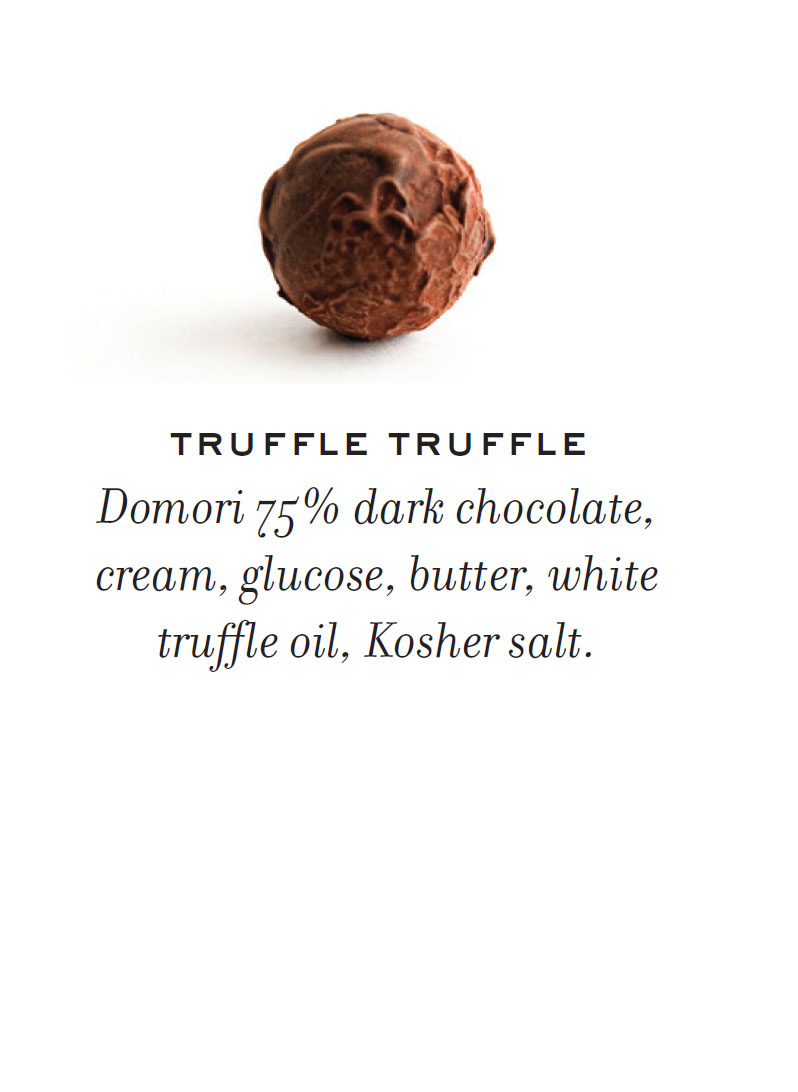 TRUFFLE TRUFFLE
Domori 75% dark chocolate,
cream, glucose, butter, white
truffle oil, Kosher salt.